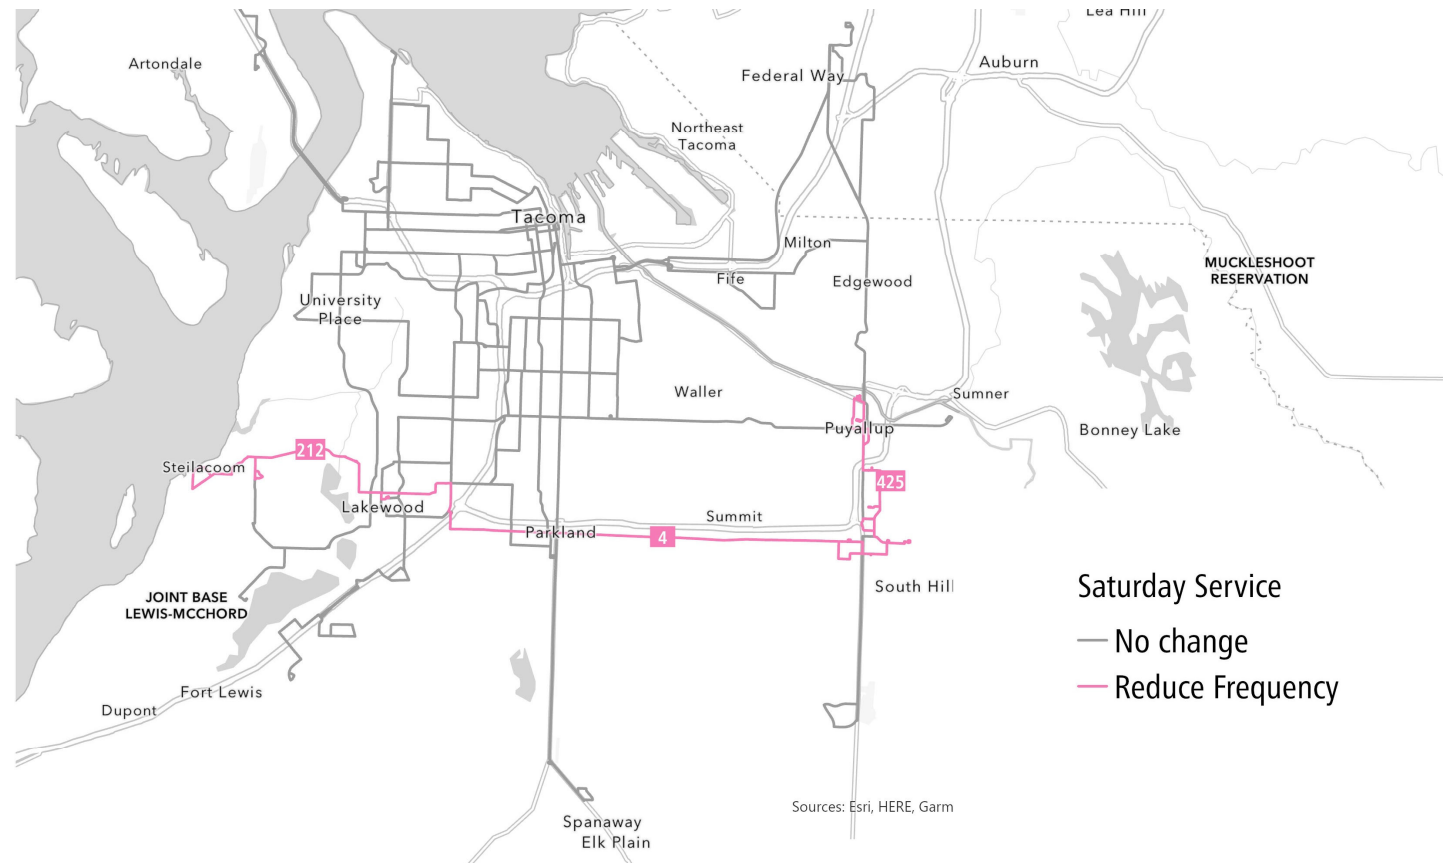 Lea Hill
Artondale
Auburn
Federal Way
Northeast
Tacoma
Tacoma
Milton
MUCKLESHOOT
RESERVATION
Fife
Edgewood
University
Place
Waller
Sumner
Puyallup
Bonney Lake
212
Steilacoom
425
Lakewood
Summit
Parkland
4
South Hill
JOINT BASE
LEWIS-MCCHORD
Saturday Service
No change
Reduce Frequency
Fort Lewis
Dupont
Sources: Esri, HERE, Garm
Spanaway
Elk Plain